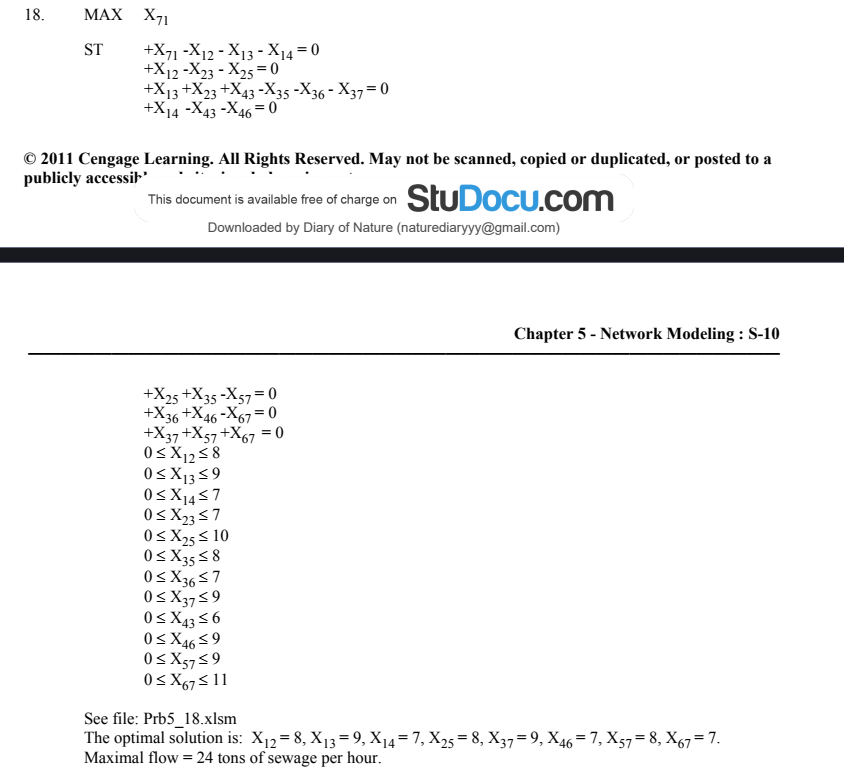 18. MAX X71
ST +X71 -X12 - X13 - X14 = 0
+X12 -X23 - X25 = 0
+X13 +X23 +X43 -X35 -X36 - X37 = 0
+X14 -X43 -X46 = 0
© 2011 Cengage Learning. All Rights Reserved. May not be scanned, copied or duplicated, or posted to a
publicly
This document is available free of charge on StuDocu.com
Downloaded by Diary of Nature (naturediaryyy@gmail.com)
Chapter 5 - Network Modeling : S-10
+X25 +X35 -X57 = 0
+X36 +X46 -X67 = 0
+X37 +X57 +X67 = 0
0 ≤ X12 ≤ 8
0 ≤ X13 ≤ 9
0 ≤ X14 ≤ 7
0 ≤ X23 ≤ 7
0 ≤ X25 ≤ 10
0 ≤ X35 ≤ 8
0 ≤ X36 ≤ 7
0 ≤ X37 ≤ 9
0 ≤ X43 ≤ 6
0 ≤ X46 ≤ 9
0 ≤ X57 ≤ 9
0 ≤ X67 ≤ 11
See file: Prb5_18.xlsm
The optimal solution is: X12 = 8, X13 = 9, X14 = 7, X25 = 8, X37 = 9, X46 = 7, X57 = 8, X67 = 7.
Maximal flow = 24 tons of sewage per hour.